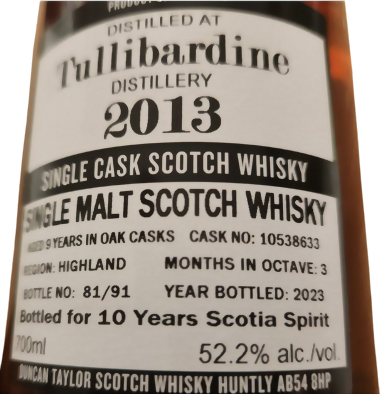 DISTILLED AT
Tullibardine
DISTILLERY
2013
SINGLE CASK SCOTCH WHISKY
SINGLE MALT SCOTCH WHISKY
AGED 9 YEARS IN OAK CASKS CASK NO: 10538633
REGION: HIGHLAND MONTHS IN OCTAVE: 3
BOTTLE NO: 81/91 YEAR BOTTLED: 2023
Bottled for 10 Years Scotia Spirit
700ml 52.2% alc./vol.
DUNCAN TAYLOR SCOTCH WHISKY HUNTLY AB54 8HP